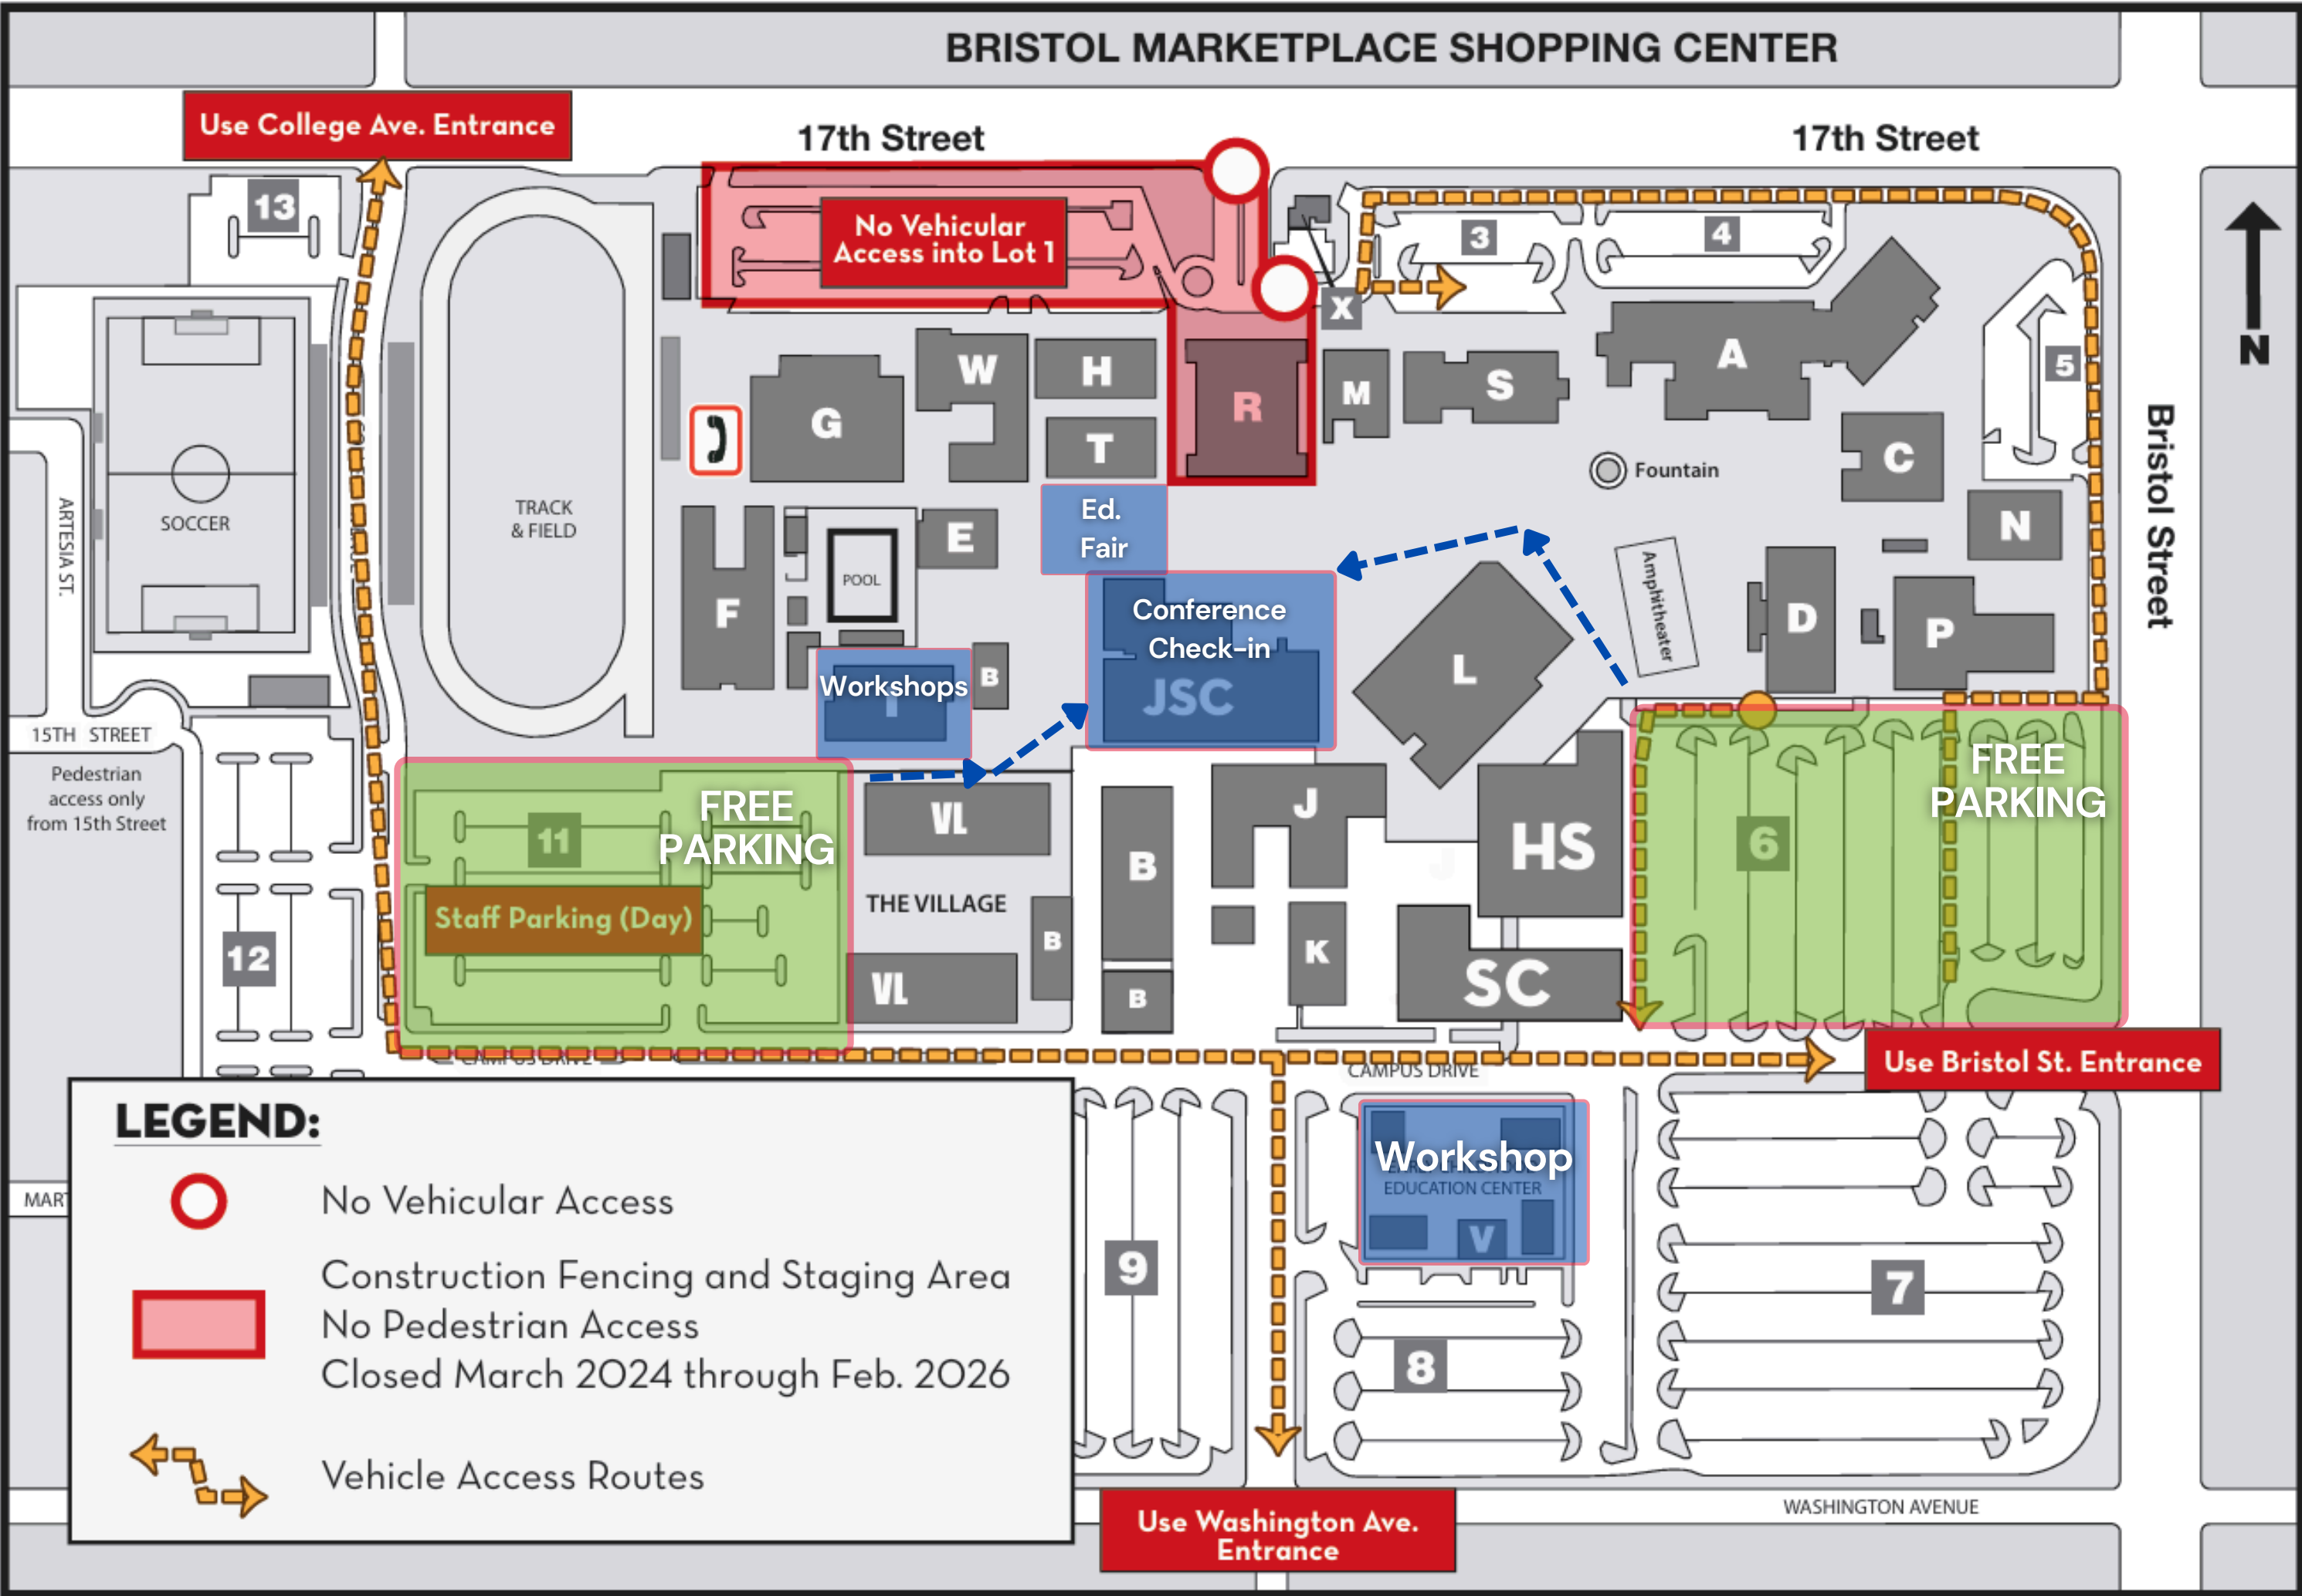 BRISTOL MARKETPLACE SHOPPING CENTER
Use College Ave. Entrance
17th Street
17th Street
13
No Vehicular
Access into Lot 1
3
4
X
5
N
Bristol Street
W
H
G
T
R
M
S
A
C
Fountain
N
ARTESIA ST.
SOCCER
TRACK
& FIELD
Ed.
Fair
E
POOL
F
Amphitheater
D
P
Conference
Check-in
JSC
L
Workshops
I
B
15TH STREET
Pedestrian
access only
from 15th Street
FREE
PARKING
11
Staff Parking (Day)
12
VL
THE VILLAGE
VL
B
B
B
J
J
K
HS
SC
6
FREE
PARKING
CAMPUS DRIVE
CAMPUS DRIVE
Use Bristol St. Entrance
MART
LEGEND:
No Vehicular Access
Construction Fencing and Staging Area
No Pedestrian Access
Closed March 2024 through Feb. 2026
Vehicle Access Routes
9
Workshop
EDUCATION CENTER
V
8
7
WASHINGTON AVENUE
Use Washington Ave.
Entrance